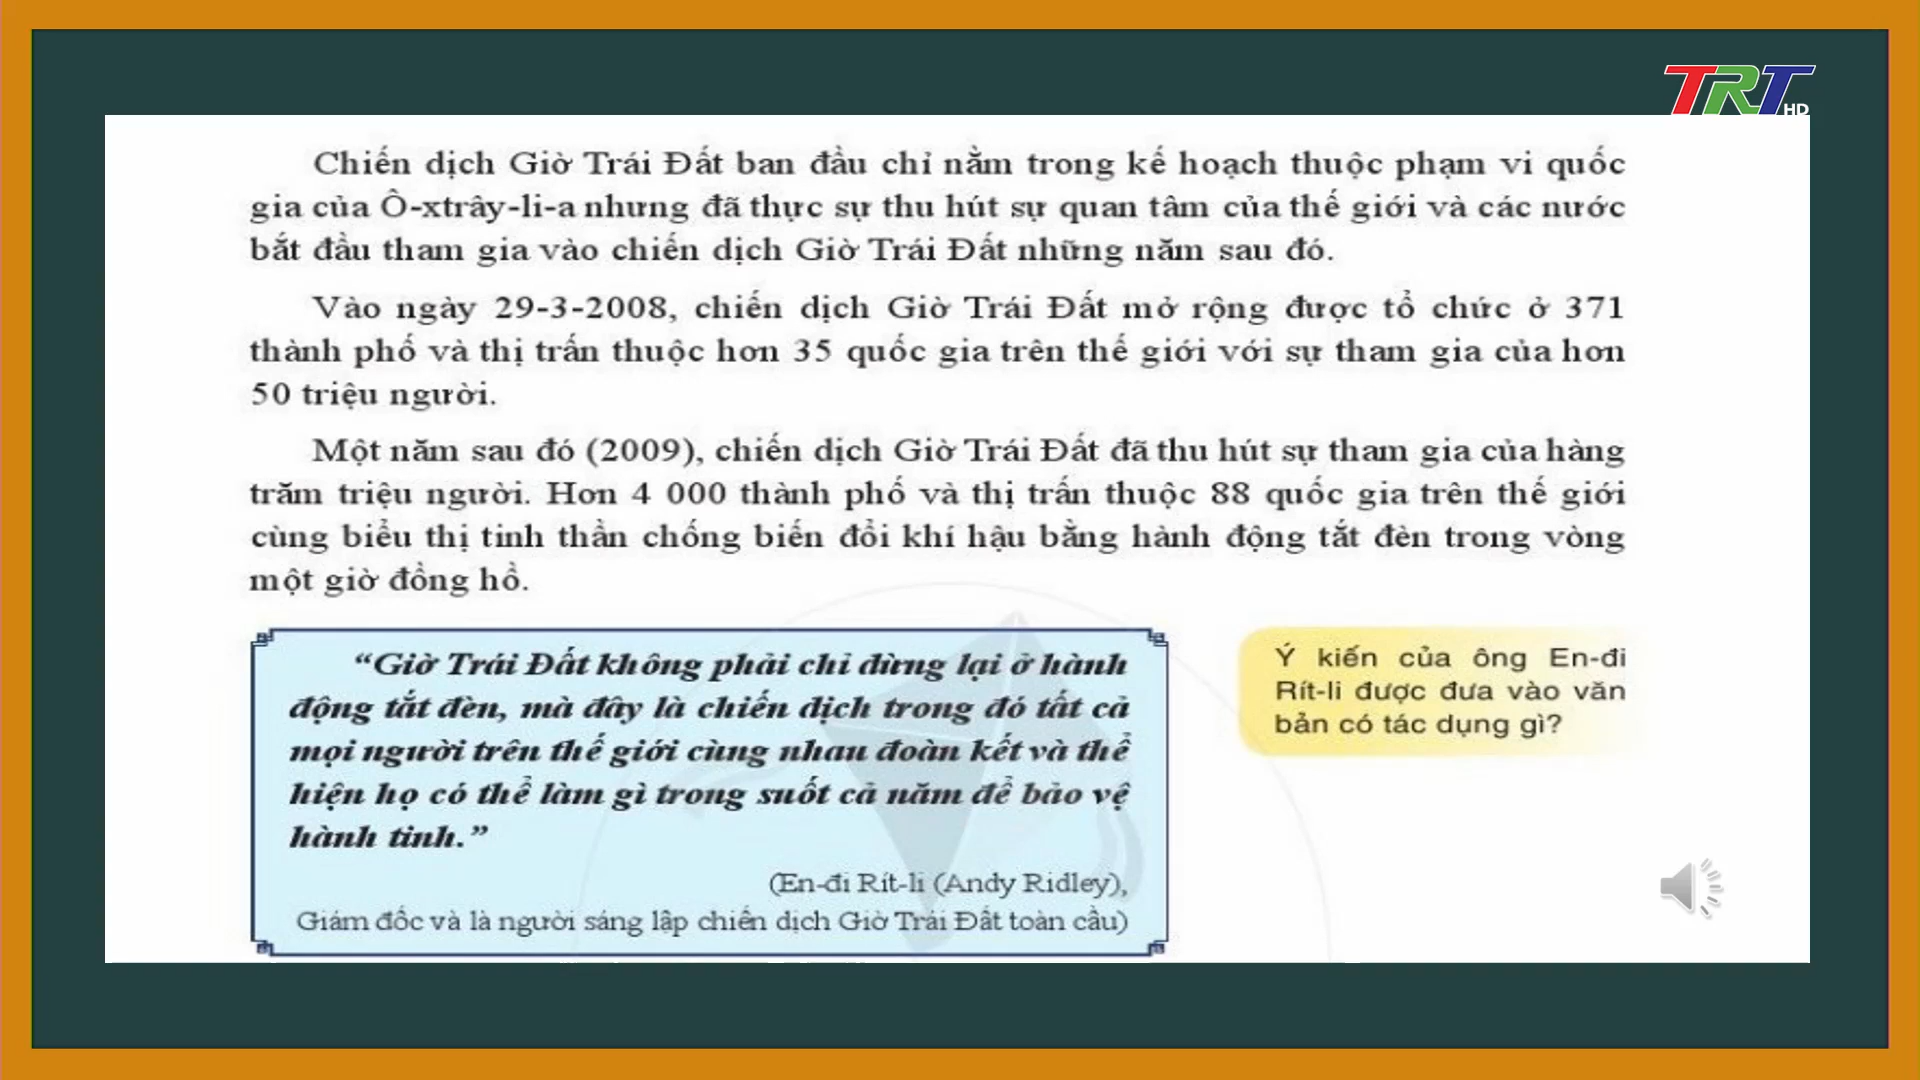 TRT HD
Chiến dịch Giờ Trái Đất ban đầu chỉ nằm trong kế hoạch thuộc phạm vi quốc
gia của Ô-xtrây-li-a nhưng đã thực sự thu hút sự quan tâm của thế giới và các nước
bắt đầu tham gia vào chiến dịch Giờ Trái Đất những năm sau đó.
Vào ngày 29-3-2008, chiến dịch Giờ Trái Đất mở rộng được tổ chức ở 371
thành phố và thị trấn thuộc hơn 35 quốc gia trên thế giới với sự tham gia của hơn
50 triệu người.
Một năm sau đó (2009), chiến dịch Giờ Trái Đất đã thu hút sự tham gia của hàng
trăm triệu người. Hơn 4 000 thành phố và thị trấn thuộc 88 quốc gia trên thế giới
cùng biểu thị tinh thần chống biến đổi khí hậu bằng hành động tắt đèn trong vòng
một giờ đồng hồ.
“Giờ Trái Đất không phải chỉ dừng lại ở hành
động tắt đèn, mà đây là chiến dịch trong đó tất cả
mọi người trên thế giới cùng nhau đoàn kết và thể
hiện họ có thể làm gì trong suốt cả năm để bảo vệ
hành tinh.”
(En-đi Rít-li (Andy Ridley),
Giám đốc và là người sáng lập chiến dịch Giờ Trái Đất toàn cầu)
Ý kiến của ông En-đi
Rít-li được đưa vào văn
bản có tác dụng gì?